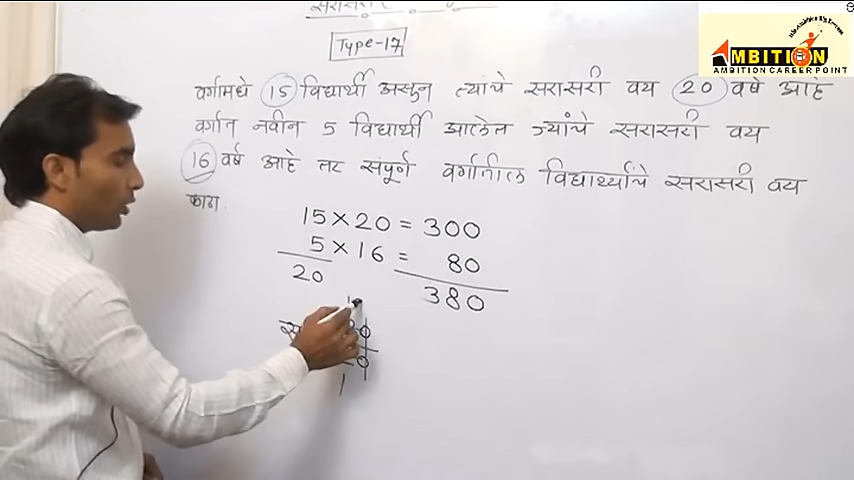 Type-17
AMBITION
AMBITION CAREER POINT
वर्गामध्ये 15 विद्यार्थी असून त्यांचे सरासरी वय 20 वर्षे आहे
वर्गात नवीन 5 विद्यार्थी आलेत ज्यांचे सरासरी वय
16 वर्षे आहे तर संपूर्ण वर्गातील विद्यार्थ्यांचे सरासरी वय
काढा.
15 × 20 = 300
5 × 16 = 80
20 380